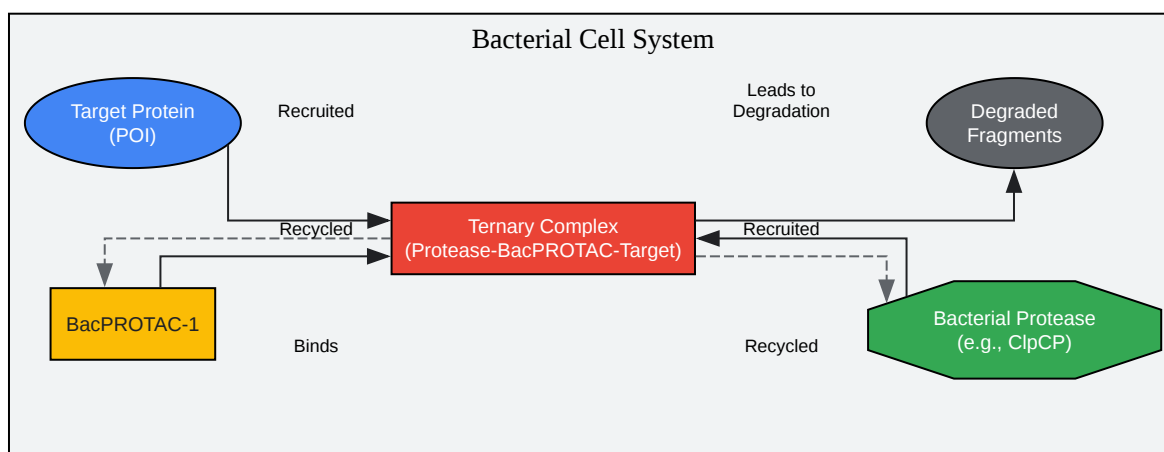 Bacterial Cell System
Target Protein
(POI)
Recruited
Leads to
Degradation
Degraded
Fragments
Recycled
Ternary Complex
(Protease-BacPROTAC-Target)
Recruited
BacPROTAC-1
Binds
Recycled
Bacterial Protease
(e.g., ClpCP)